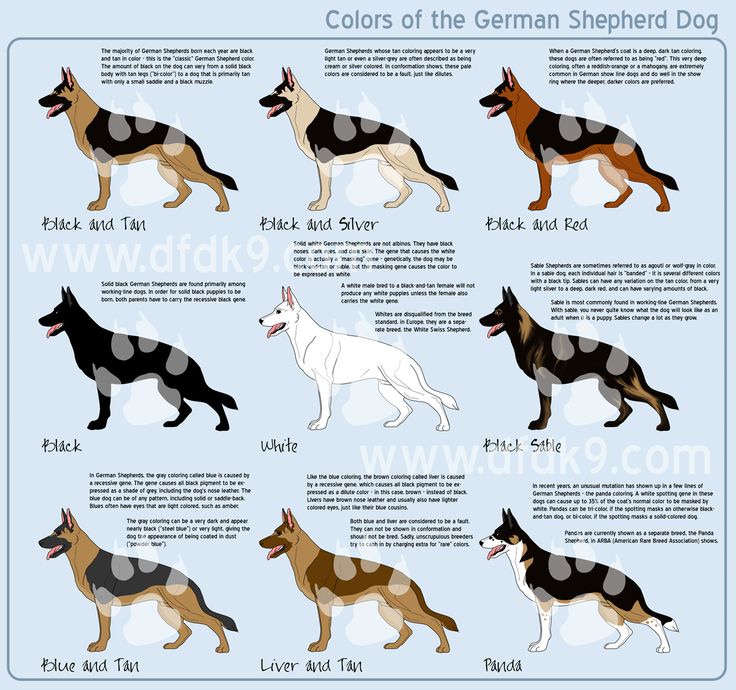 Colors of the German Shepherd Dog
The majority of German Shepherds born each year are black
and tan in color - this is the "classic" German Shepherd color.
The amount of black on the dog can vary from a solid black
body with tan legs ("bi-color") to a dog that is primarily tan
with only a small saddle and a black muzzle.
Black and Tan
German Shepherds whose tan coloring appears to be a very
light tan or even a silver-grey are often described as being
cream or silver colored. In conformation shows, these pale
colors are considered to be a fault, just like dilutes.
Black and Silver
When a German Shepherd's coat is a deep, dark tan coloring,
these dogs are often referred to as being "red". This very deep
coloring, often a reddish-orange or a mahogany, are extremely
common in German show line dogs and do well in the show
ring where the deeper, darker colors are preferred.
Black and Red
www.dfdk9.com
Solid black German Shepherds are found primarily among
working-line dogs. In order for solid black puppies to be
born, both parents have to carry the recessive black gene.
Black
Solid white German Shepherds are not albinos. They have black
noses, dark eyes, and dark skin. The gene that causes the white
color is actually a "masking" gene - genetically, the dog may be
black-and-tan or sable, but the masking gene causes the color to
be expressed as white.
A white male bred to a black-and-tan female will not
produce any white puppies unless the female also
carries the white gene.
Whites are disqualified from the breed
standard. In Europe, they are a sepa-
rate breed, the White Swiss Shepherd.
White
Sable Shepherds are sometimes referred to as agouti or wolf-gray in color.
In a sable dog, each individual hair is "banded" - it is several different colors
with a black tip. Sables can have any variation on the tan color, from a very
light silver to a deep, dark red, and can have varying amounts of black.
Sable is most commonly found in working-line German Shepherds.
With sable, you never quite know what the dog will look like as an
adult when it is a puppy. Sables change a lot as they grow.
Black Sable
www.dfdk9.com
In German Shepherds, the gray coloring called blue is caused by
a recessive gene. The gene causes all black pigment to be ex-
pressed as a shade of grey, including the dog's nose leather. The
blue dog can be of any pattern, including solid or saddle-back.
Blues often have eyes that are light colored, such as amber.
The gray coloring can be a very dark and appear
nearly black ("steel blue") or very light, giving the
dog the appearance of being coated in dust
("powder blue").
Blue and Tan
Like the blue coloring, the brown coloring called liver is caused
by a recessive gene, which causes all black pigment to be ex-
pressed as a dilute color - in this case, brown - instead of black.
Livers have brown nose leather and usually also have lighter
colored eyes, just like their blue cousins.
Both blue and liver are considered to be a fault.
They can not be shown in conformation and
should not be bred. Sadly, unscrupulous breeders
try to cash in by charging extra for "rare" colors.
Liver and Tan
In recent years, an unusual mutation has shown up in a few lines of
German Shepherds - the panda coloring. A white spotting gene in these
dogs can cause up to 35% of the coat's normal color to be masked by
white. Pandas can be tri-color, if the spotting masks an otherwise black-
and-tan dog, or bi-color, if the spotting masks a solid-colored dog.
Pandas are currently shown as a separate breed, the Panda
Shepherd, in ARBA (American Rare Breed Association) shows.
Panda